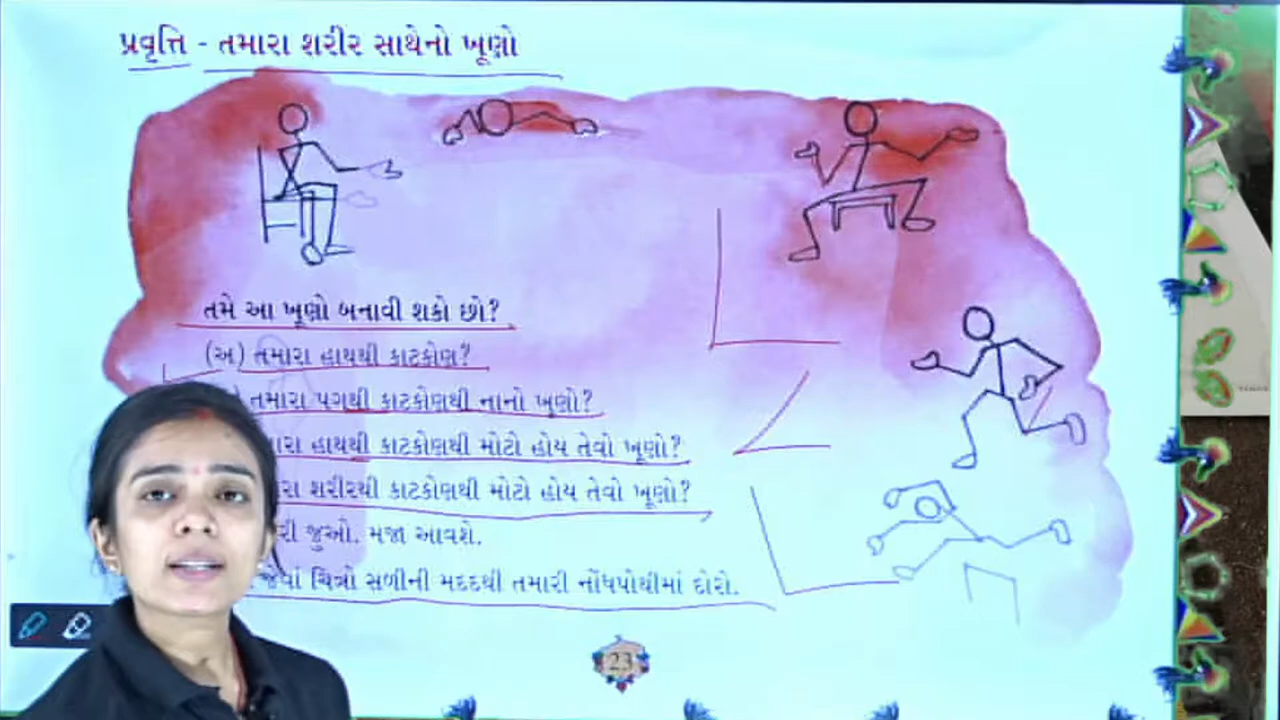 પ્રવૃત્તિ - તમારા શરીર સાથેનો ખૂણો
તમે આ ખૂણો બનાવી શકો છો?
(અ) તમારા હાથથી કાટકોણ?
તમારા પગથી કાટકોણથી નાનો ખૂણો?
હાથથી કાટકોણથી મોટો હોય તેવો ખૂણો?
શરીરથી કાટકોણથી મોટો હોય તેવો ખૂણો?
જુઓ. મજા આવશે.
જેવાં ચિત્રો સળીની મદદથી તમારી નોંધપોથીમાં દોરો.
23